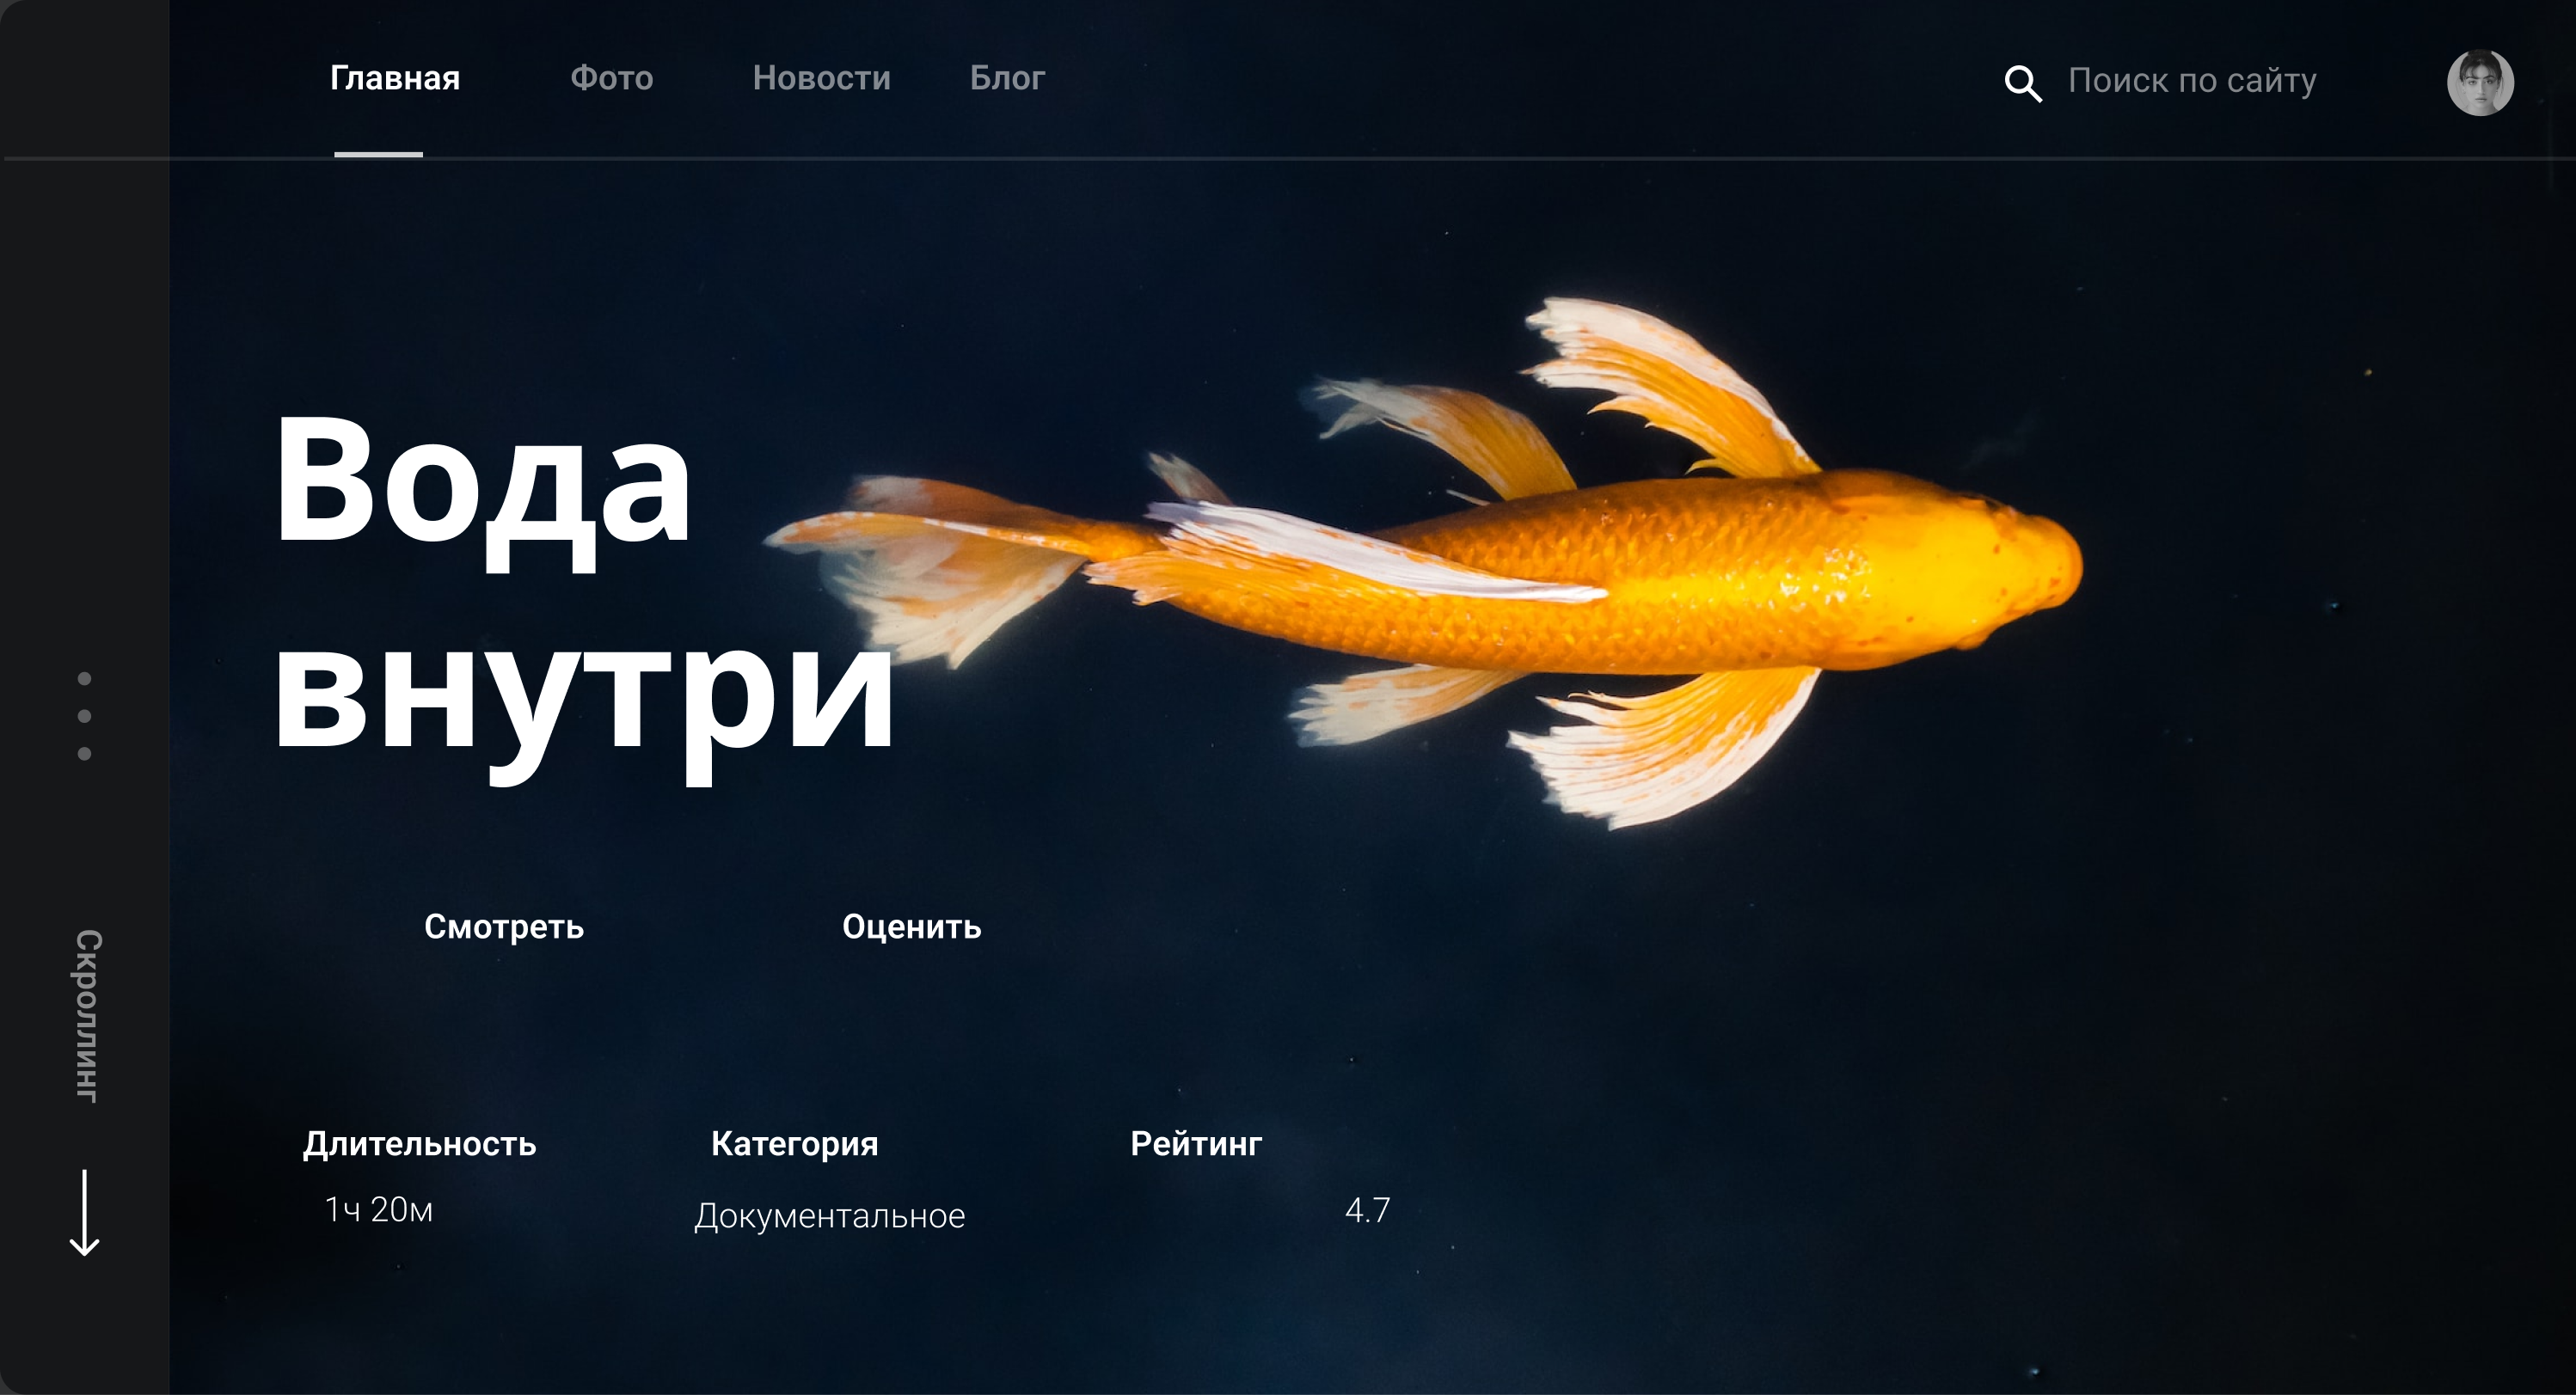 Главная Фото Новости Блог Поиск по сайту
Вода
внутри
Смотреть Оценить
Скроллинг
Длительность Категория Рейтинг
1ч 20м Документальное 4.7